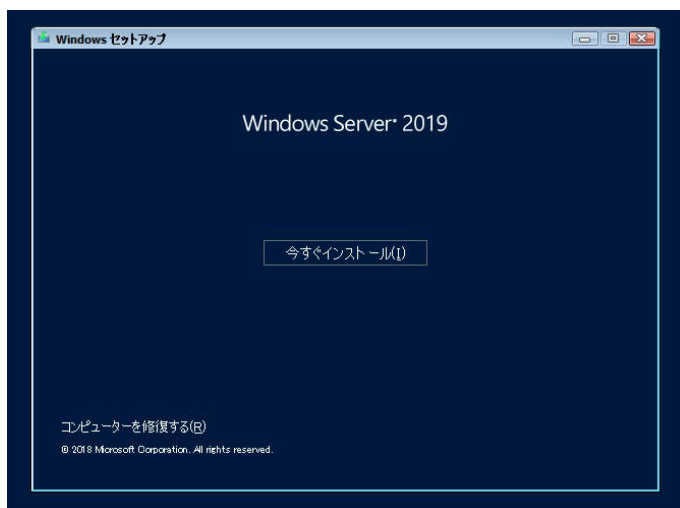 Windows セットアップ
Windows Server® 2019
今すぐインストール(I)
コンピューターを修復する(R)
© 2018 Microsoft Corporation. All rights reserved.